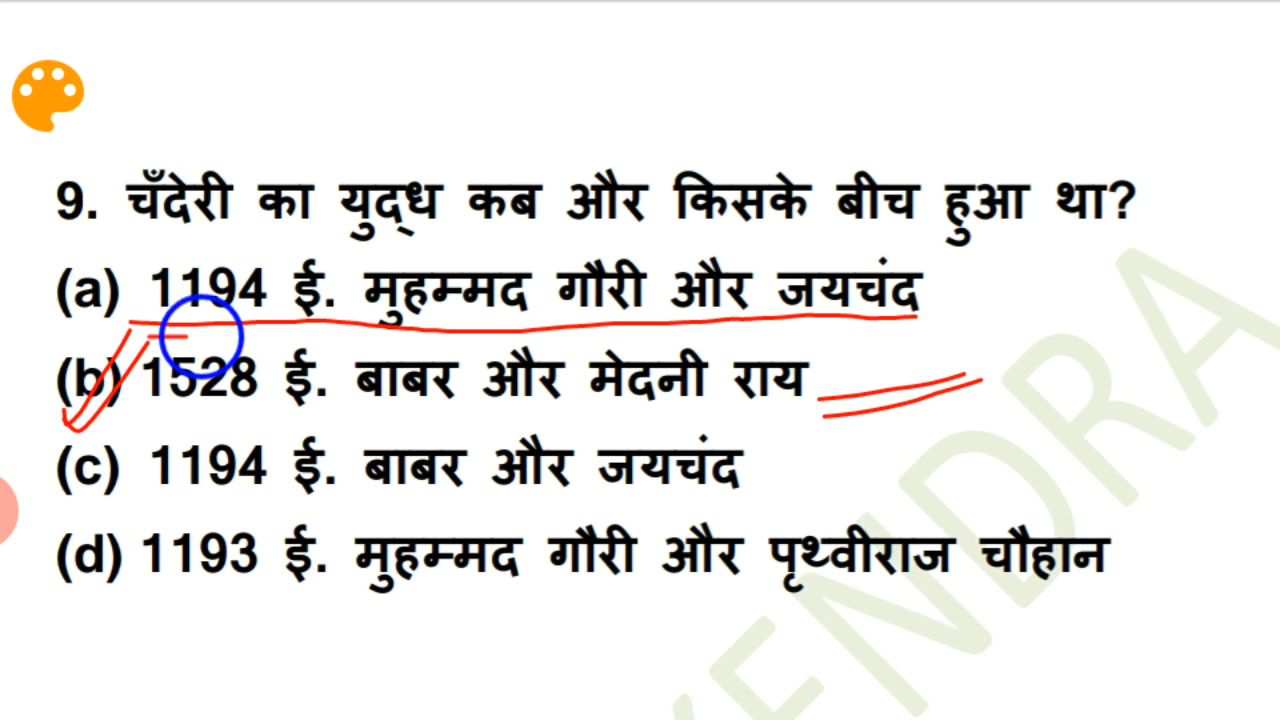 9. चँदेरी का युद्ध कब और किसके बीच हुआ था?
(a) 1194 ई. मुहम्मद गौरी और जयचंद
(b) 1528 ई. बाबर और मेदनी राय
(c) 1194 ई. बाबर और जयचंद
(d) 1193 ई. मुहम्मद गौरी और पृथ्वीराज चौहान